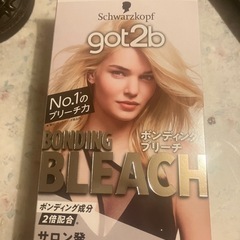 Schwarzkopf
got2b
No.1の
ブリーチ力
BONDING
ボンディング
ブリーチ
BLEACH
ボンディング成分
2倍配合
サロン発